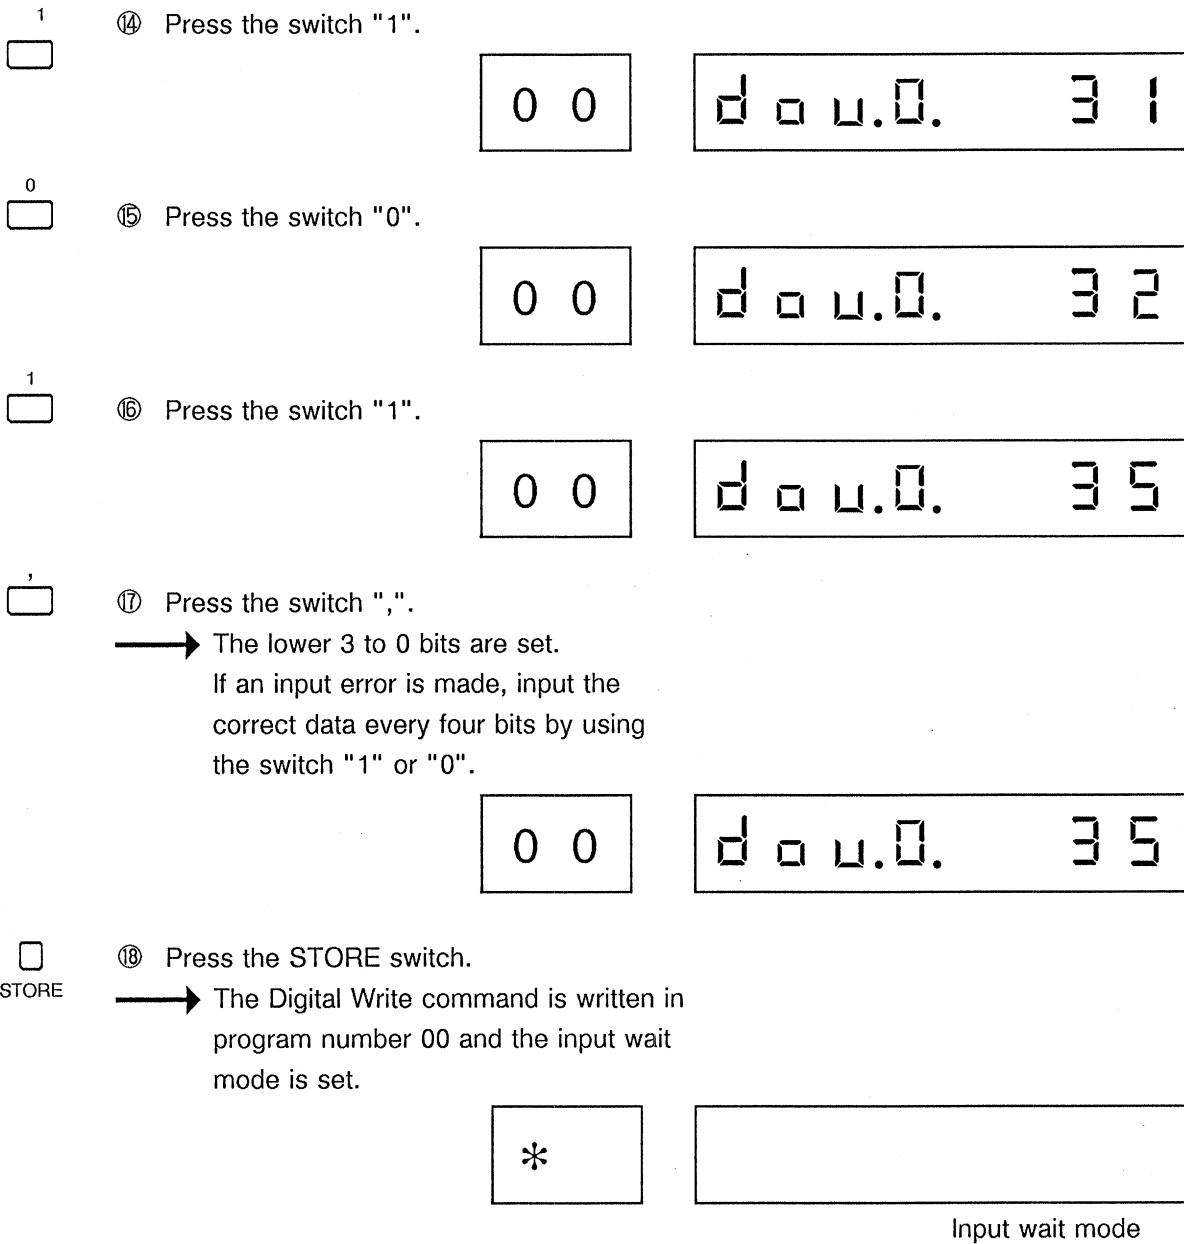 1
⑭ Press the switch "1".
0 0 d o u.0. 3 1
0
⑮ Press the switch "0".
0 0 d o u.0. 3 2
1
⑯ Press the switch "1".
0 0 d o u.0. 3 5
,
⑰ Press the switch ",".
The lower 3 to 0 bits are set.
If an input error is made, input the
correct data every four bits by using
the switch "1" or "0".
0 0 d o u.0. 3 5
⑱ Press the STORE switch.
STORE
The Digital Write command is written in
program number 00 and the input wait
mode is set.
*
Input wait mode